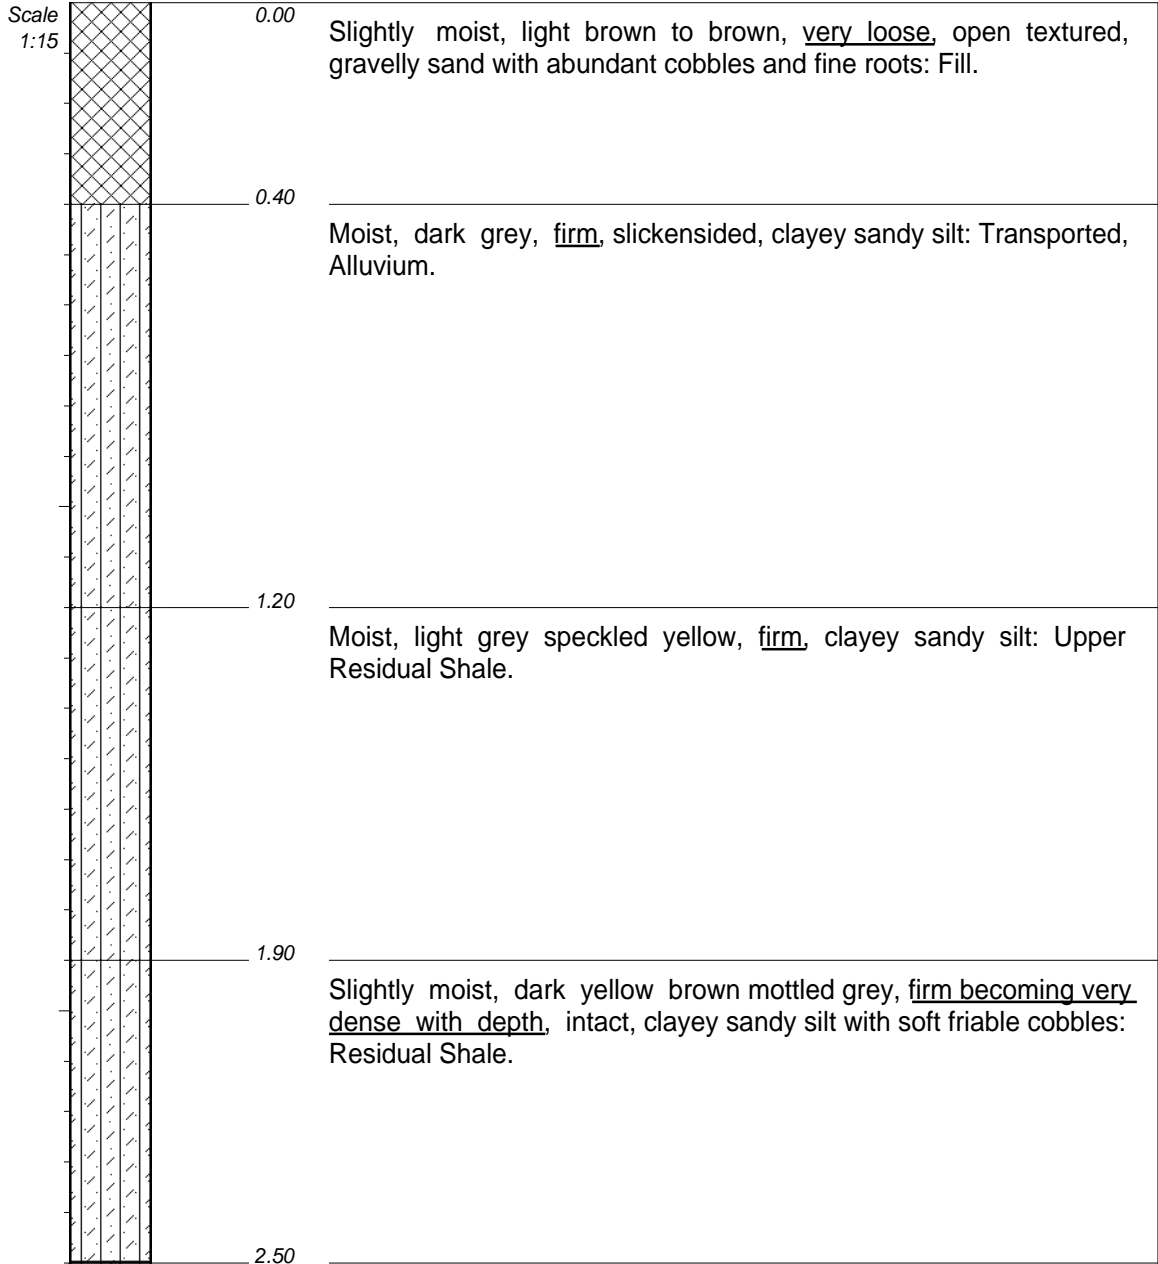 Scale
1:15
0.00
Slightly moist, light brown to brown, very loose, open textured,
gravelly sand with abundant cobbles and fine roots: Fill.
0.40
Moist, dark grey, firm, slickensided, clayey sandy silt: Transported,
Alluvium.
1.20
Moist, light grey speckled yellow, firm, clayey sandy silt: Upper
Residual Shale.
1.90
Slightly moist, dark yellow brown mottled grey, firm becoming very
dense with depth, intact, clayey sandy silt with soft friable cobbles:
Residual Shale.
2.50